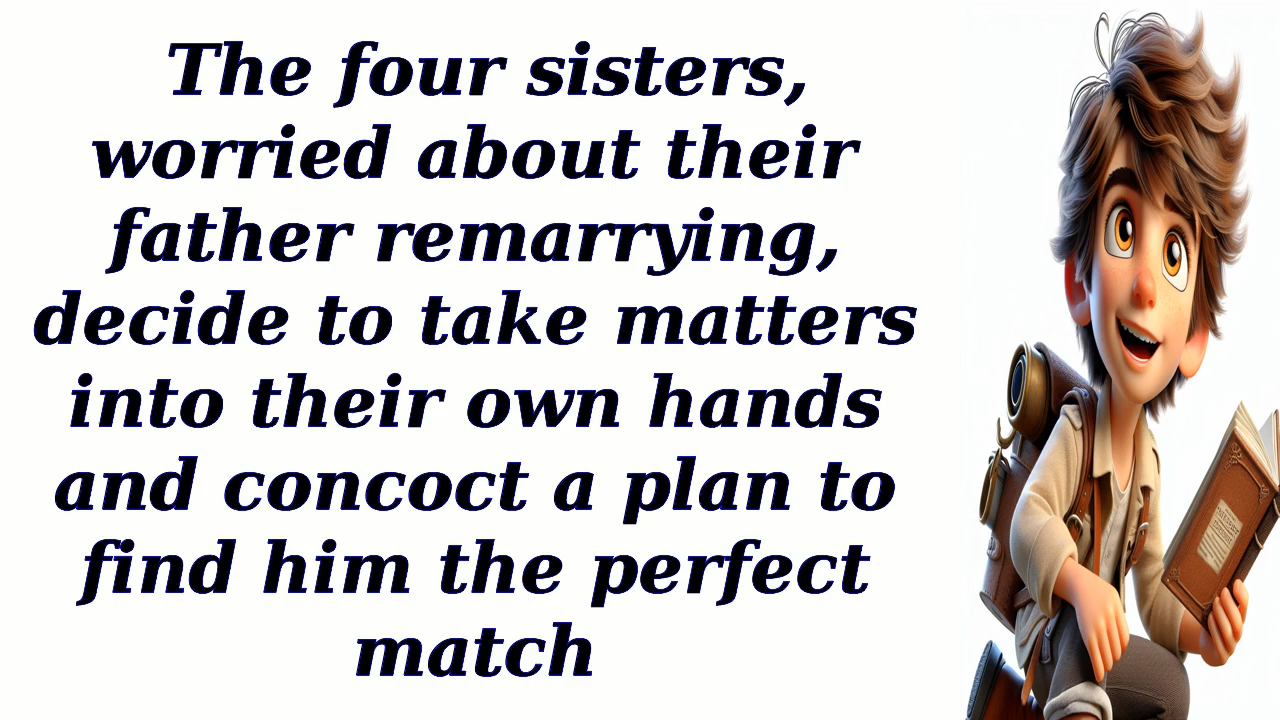 The four sisters,
worried about their
father remarrying,
decide to take matters
into their own hands
and concoct a plan to
find him the perfect
match